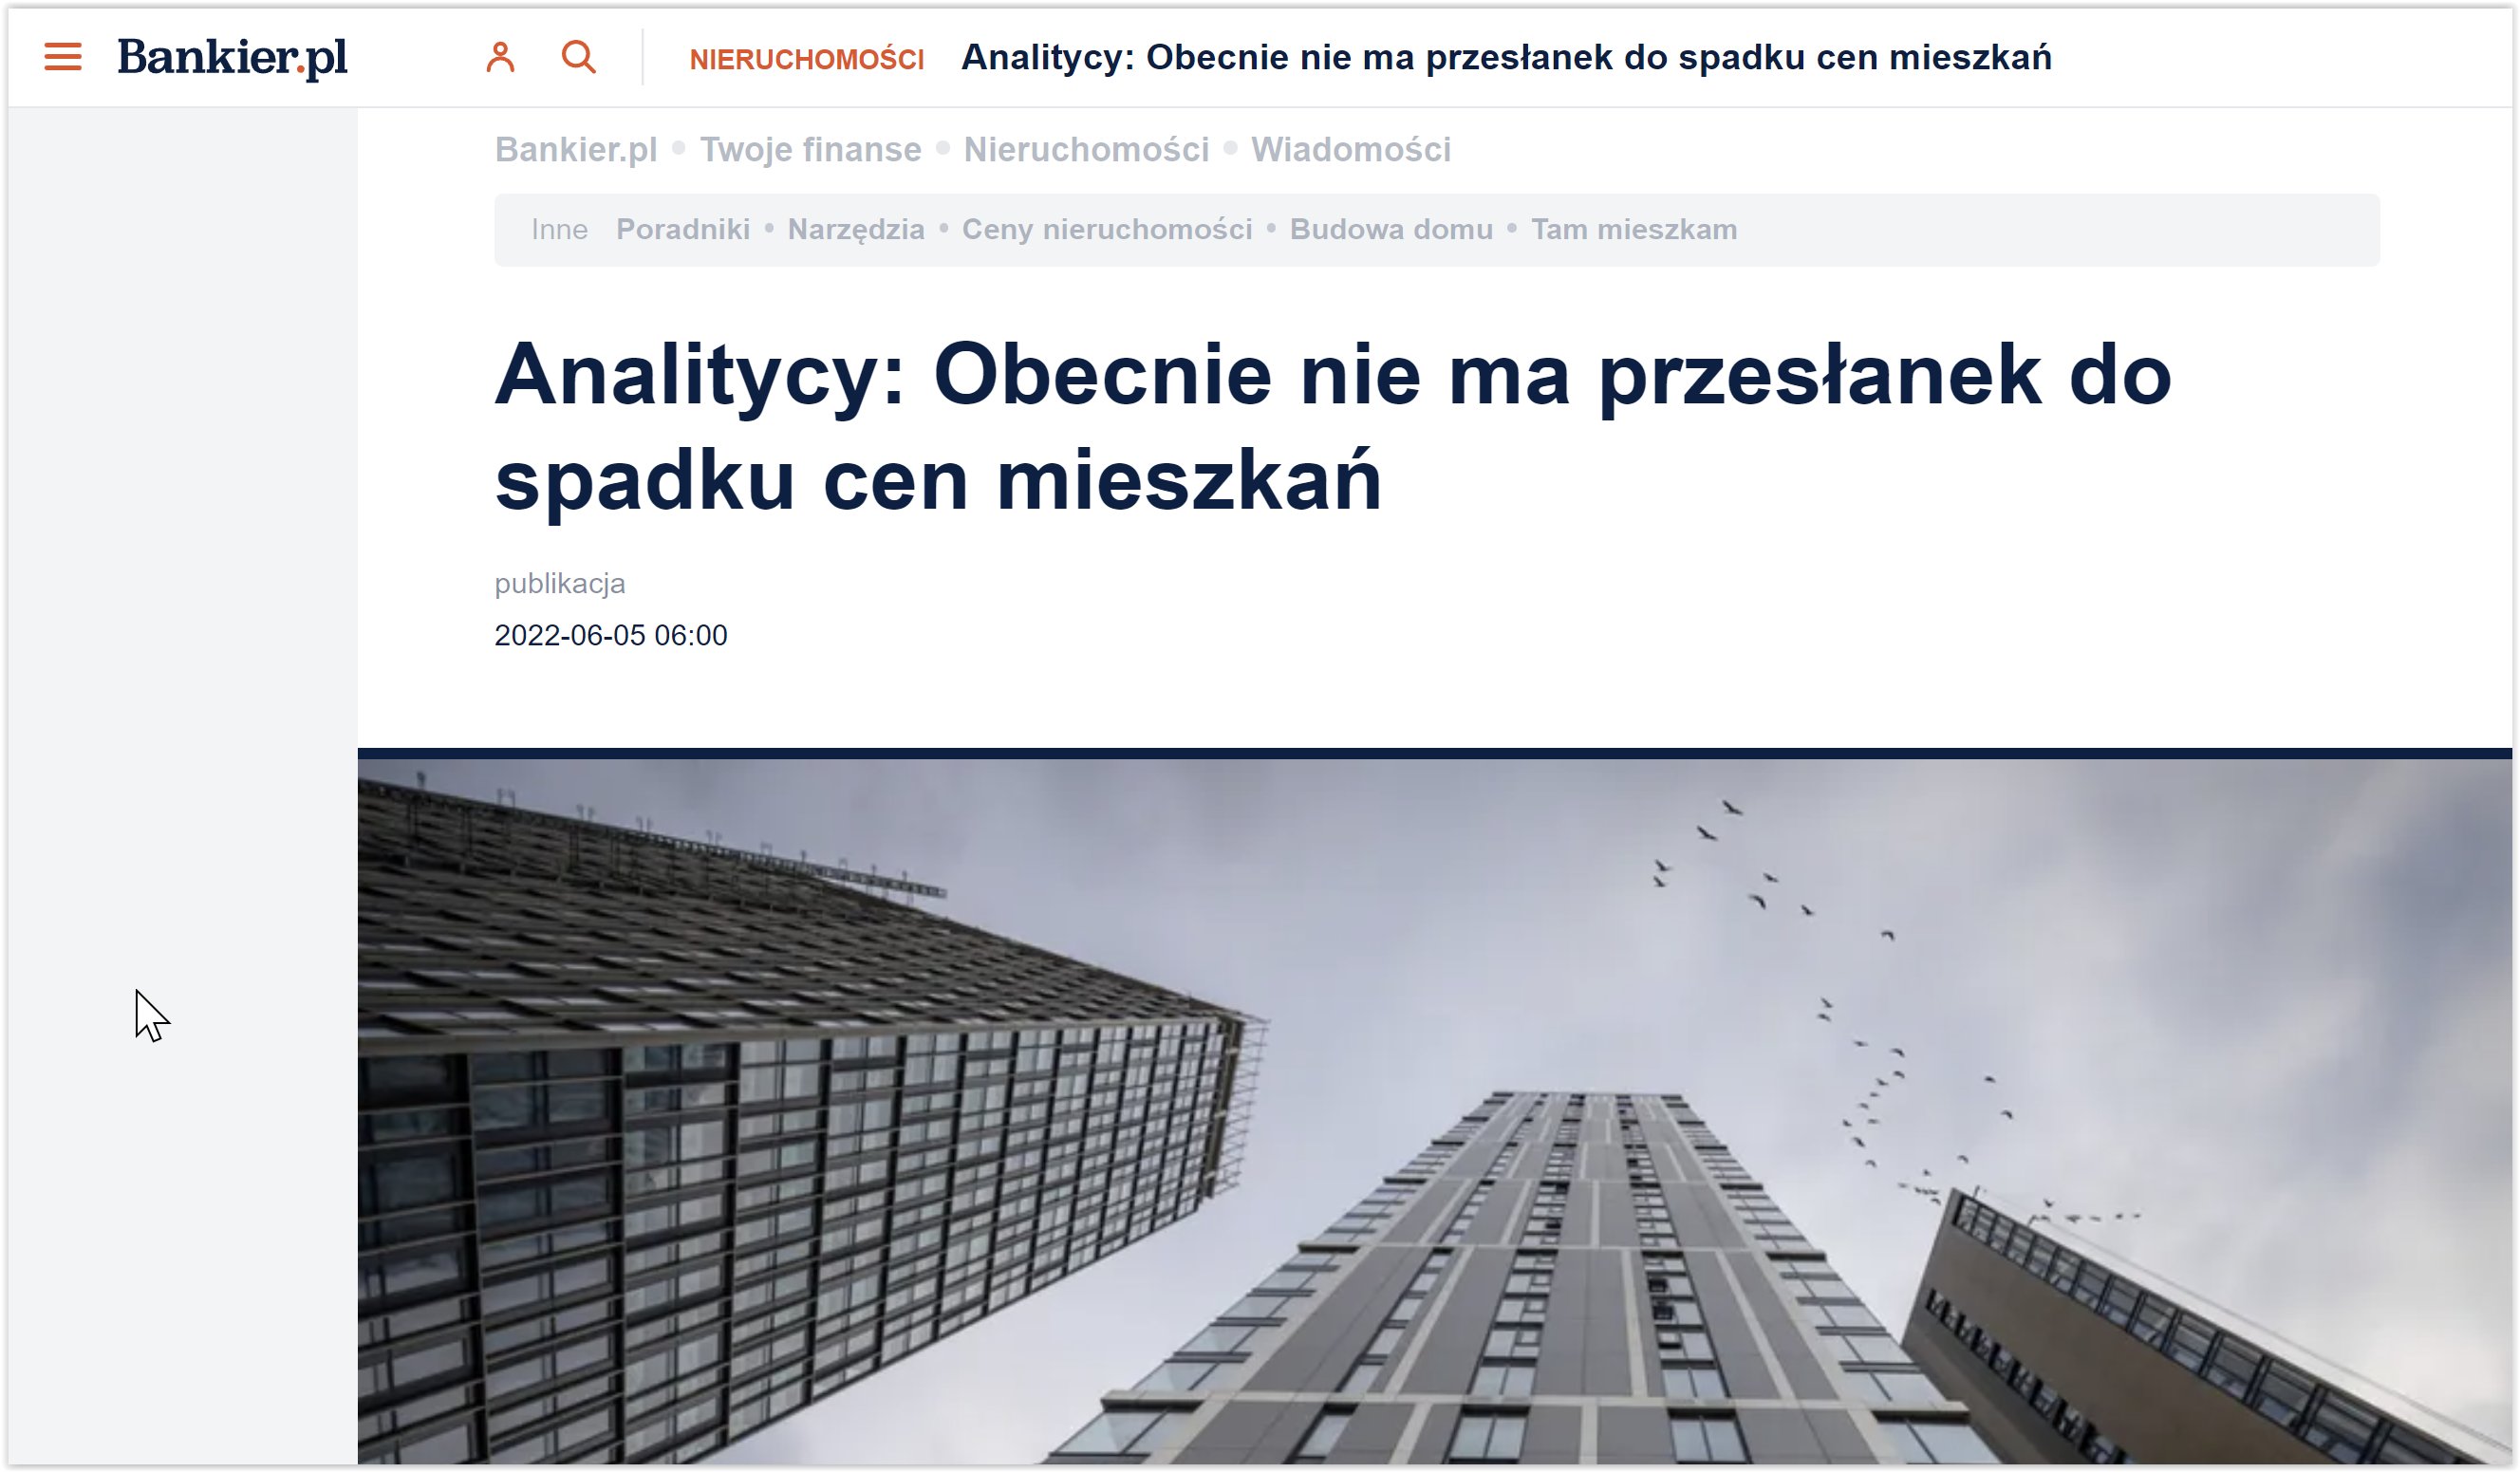 Bankier.pl NIERUCHOMOŚCI Analitycy: Obecnie nie ma przesłanek do spadku cen mieszkań
Bankier.pl • Twoje finanse • Nieruchomości • Wiadomości
Inne Poradniki • Narzędzia • Ceny nieruchomości • Budowa domu • Tam mieszkam
Analitycy: Obecnie nie ma przesłanek do
spadku cen mieszkań
publikacja
2022-06-05 06:00